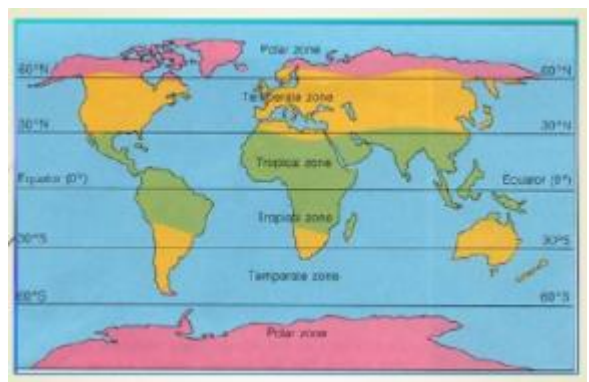 Polar zone
60°N 60°N
Temperate zone
30°N 30°N
Tropical zone
Equator (0°) Equator (0°)
Tropical zone
30°S 30°S
Temperate zone
60°S 60°S
Polar zone